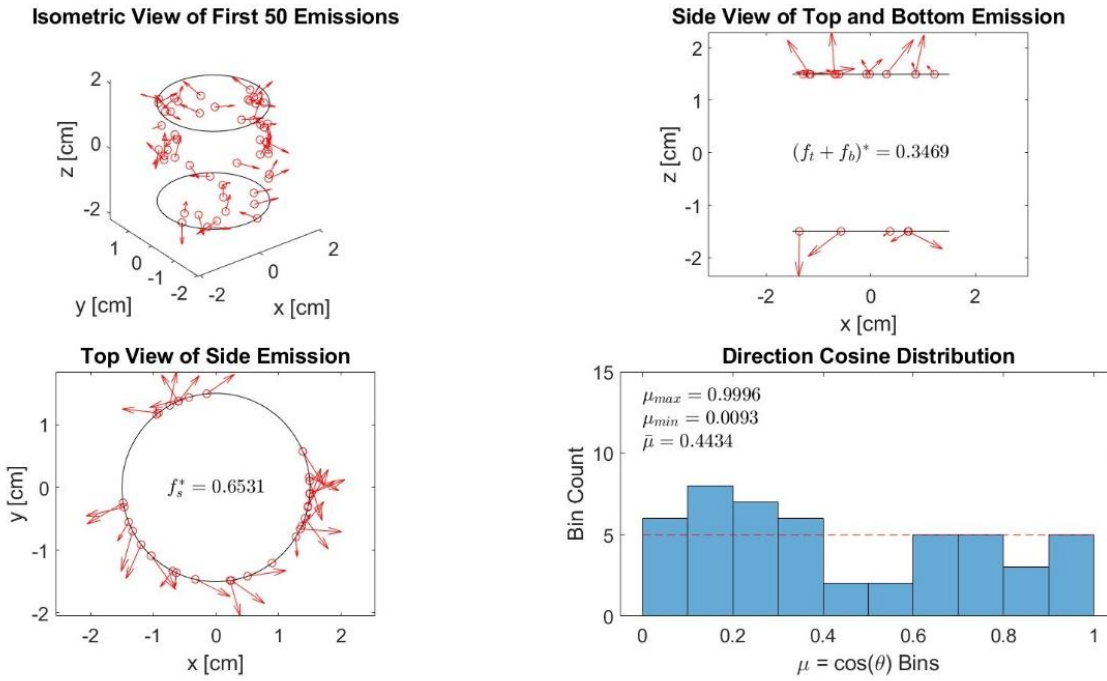 Isometric View of First 50 Emissions
2
0
-2
z [cm]
1
0
-1
-2
y [cm]
-2
0
2
x [cm]
Side View of Top and Bottom Emission
2
1
0
-1
-2
z [cm]
(f_t + f_b)* = 0.3469
-2
0
2
x [cm]
Top View of Side Emission
1
0
-1
-2
y [cm]
f_s^* = 0.6531
-2
-1
0
1
2
x [cm]
Direction Cosine Distribution
15
10
5
0
Bin Count
μ_max = 0.9996
μ_min = 0.0093
μ̄ = 0.4434
0
0.2
0.4
0.6
0.8
1
μ = cos(θ) Bins